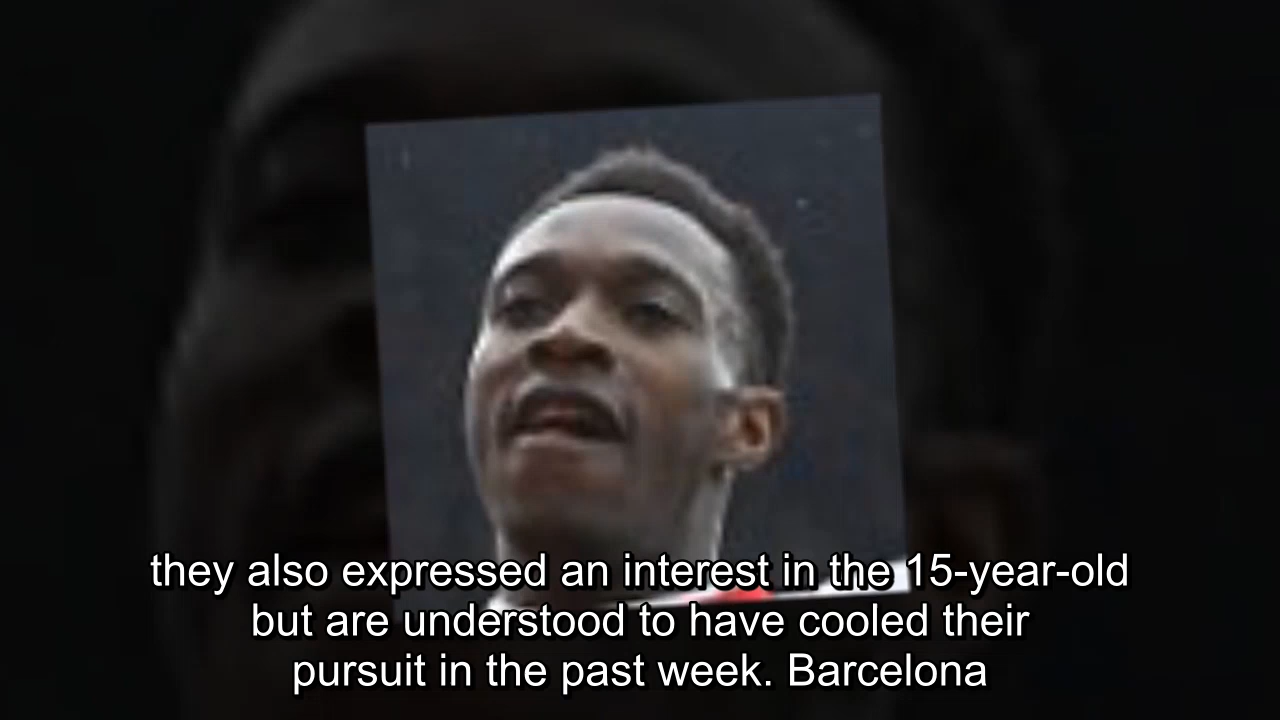 they also expressed an interest in the 15-year-old
but are understood to have cooled their
pursuit in the past week. Barcelona